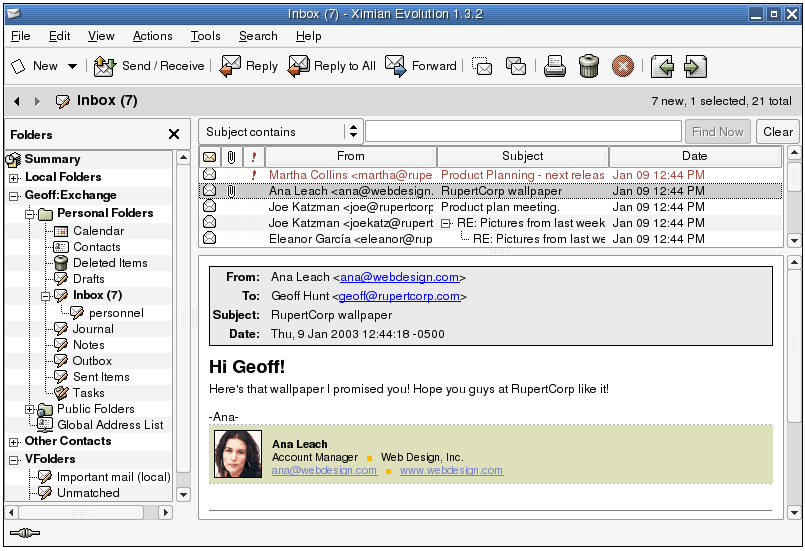 Inbox (7) - Ximian Evolution 1.3.2
File Edit View Actions Tools Search Help
New Send / Receive Reply Reply to All Forward
Inbox (7) 7 new, 1 selected, 21 total
Folders
Summary
Local Folders
Geoff:Exchange
Personal Folders
Calendar
Contacts
Deleted Items
Drafts
Inbox (7)
personnel
Journal
Notes
Outbox
Sent Items
Tasks
Public Folders
Global Address List
Other Contacts
VFolders
Important mail (local)
Unmatched
Subject contains Find Now Clear
! From Subject Date
! Martha Collins <martha@rupe Product Planning - next releas Jan 09 12:44 PM
Ana Leach <ana@webdesign. RupertCorp wallpaper Jan 09 12:44 PM
Joe Katzman <joe@rupertcorp Product plan meeting. Jan 09 12:44 PM
Joe Katzman <joekatz@rupert RE: Pictures from last week Jan 09 12:44 PM
Eleanor García <eleanor@rup RE: Pictures from last we Jan 09 12:44 PM
From: Ana Leach <ana@webdesign.com>
To: Geoff Hunt <geoff@rupertcorp.com>
Subject: RupertCorp wallpaper
Date: Thu, 9 Jan 2003 12:44:18 -0500
Hi Geoff!
Here's that wallpaper I promised you! Hope you guys at RupertCorp like it!
-Ana-
Ana Leach
Account Manager Web Design, Inc.
ana@webdesign.com www.webdesign.com